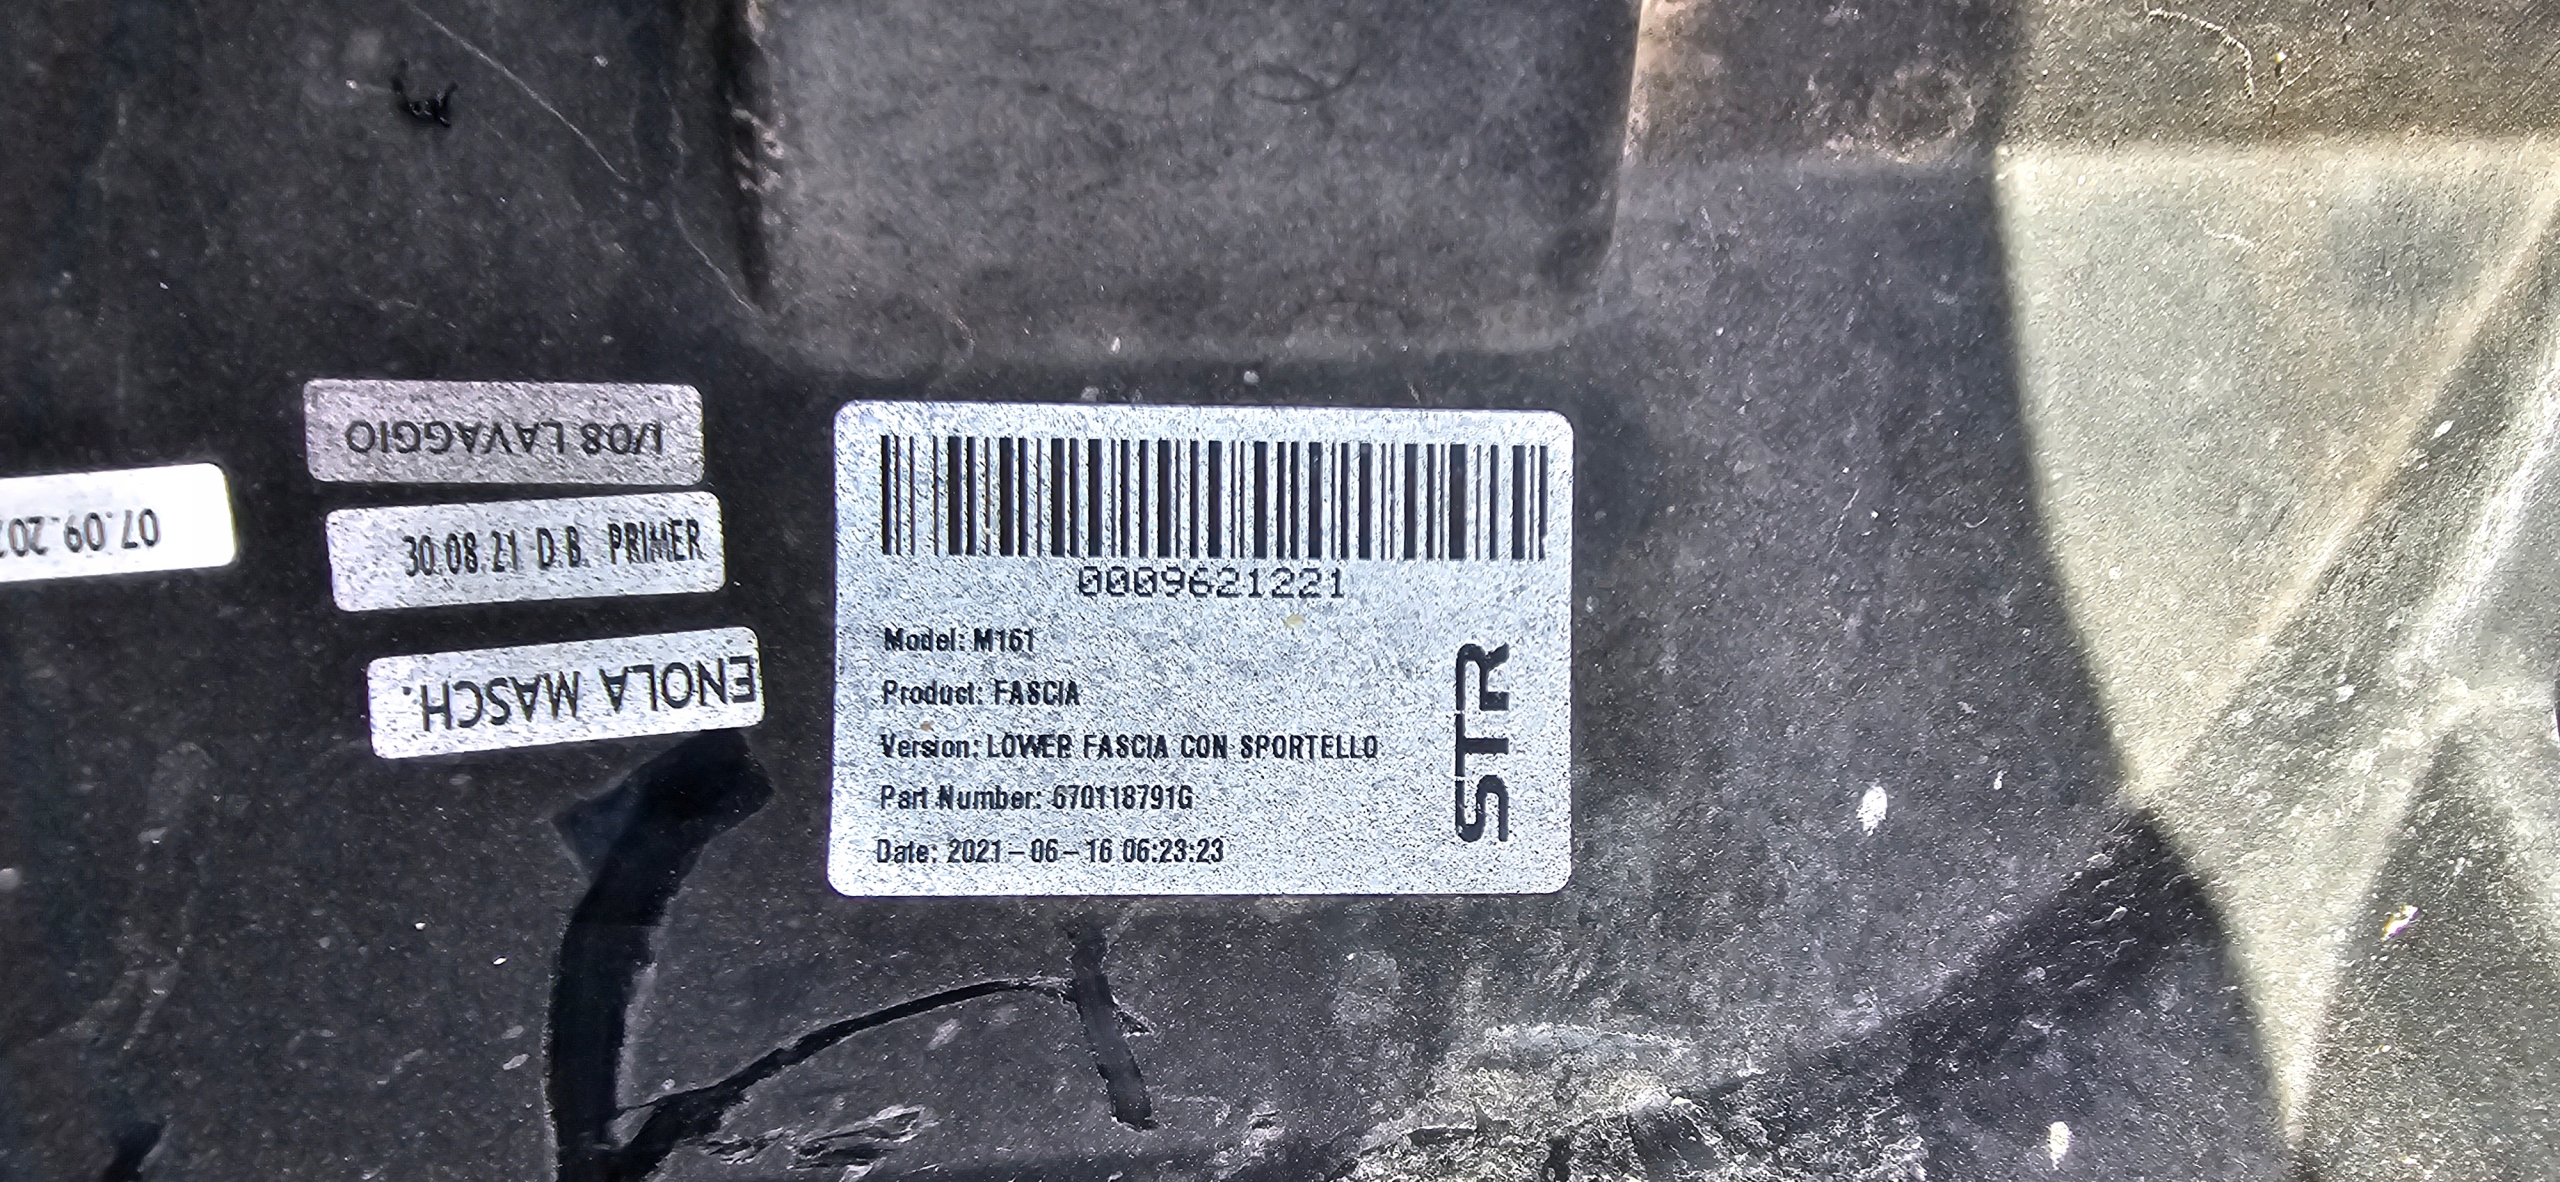 I/08 LAVAGGIO
07.09.202
30.08.21 D.B. PRIMER
ENOLA MASCH.
0009621221
Model: M161
Product: FASCIA
Version: LOWER FASCIA CON SPORTELLO
Part Number: 670118791G
Date: 2021-06-16 06:23:23
STR